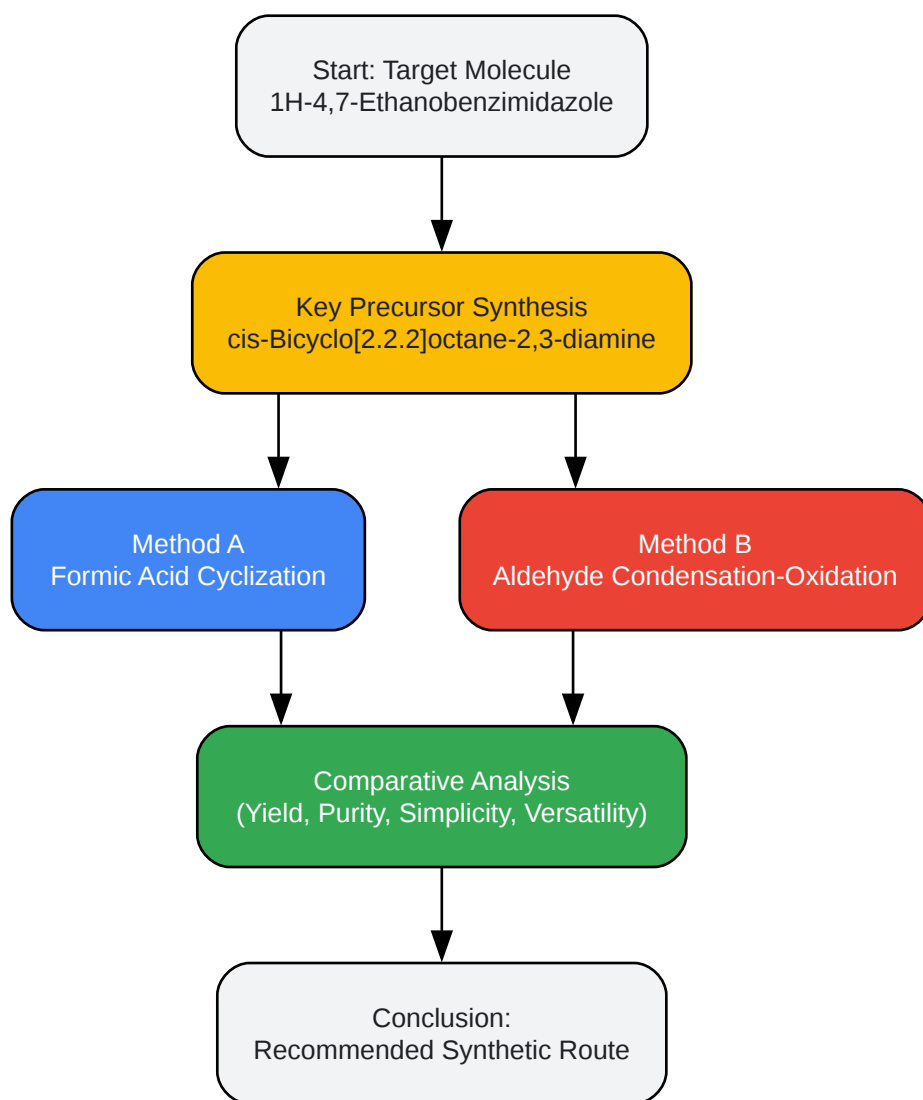 Start: Target Molecule
1H-4,7-Ethanobenzimidazole
Key Precursor Synthesis
cis-Bicyclo[2.2.2]octane-2,3-diamine
Method A
Formic Acid Cyclization
Method B
Aldehyde Condensation-Oxidation
Comparative Analysis
(Yield, Purity, Simplicity, Versatility)
Conclusion:
Recommended Synthetic Route